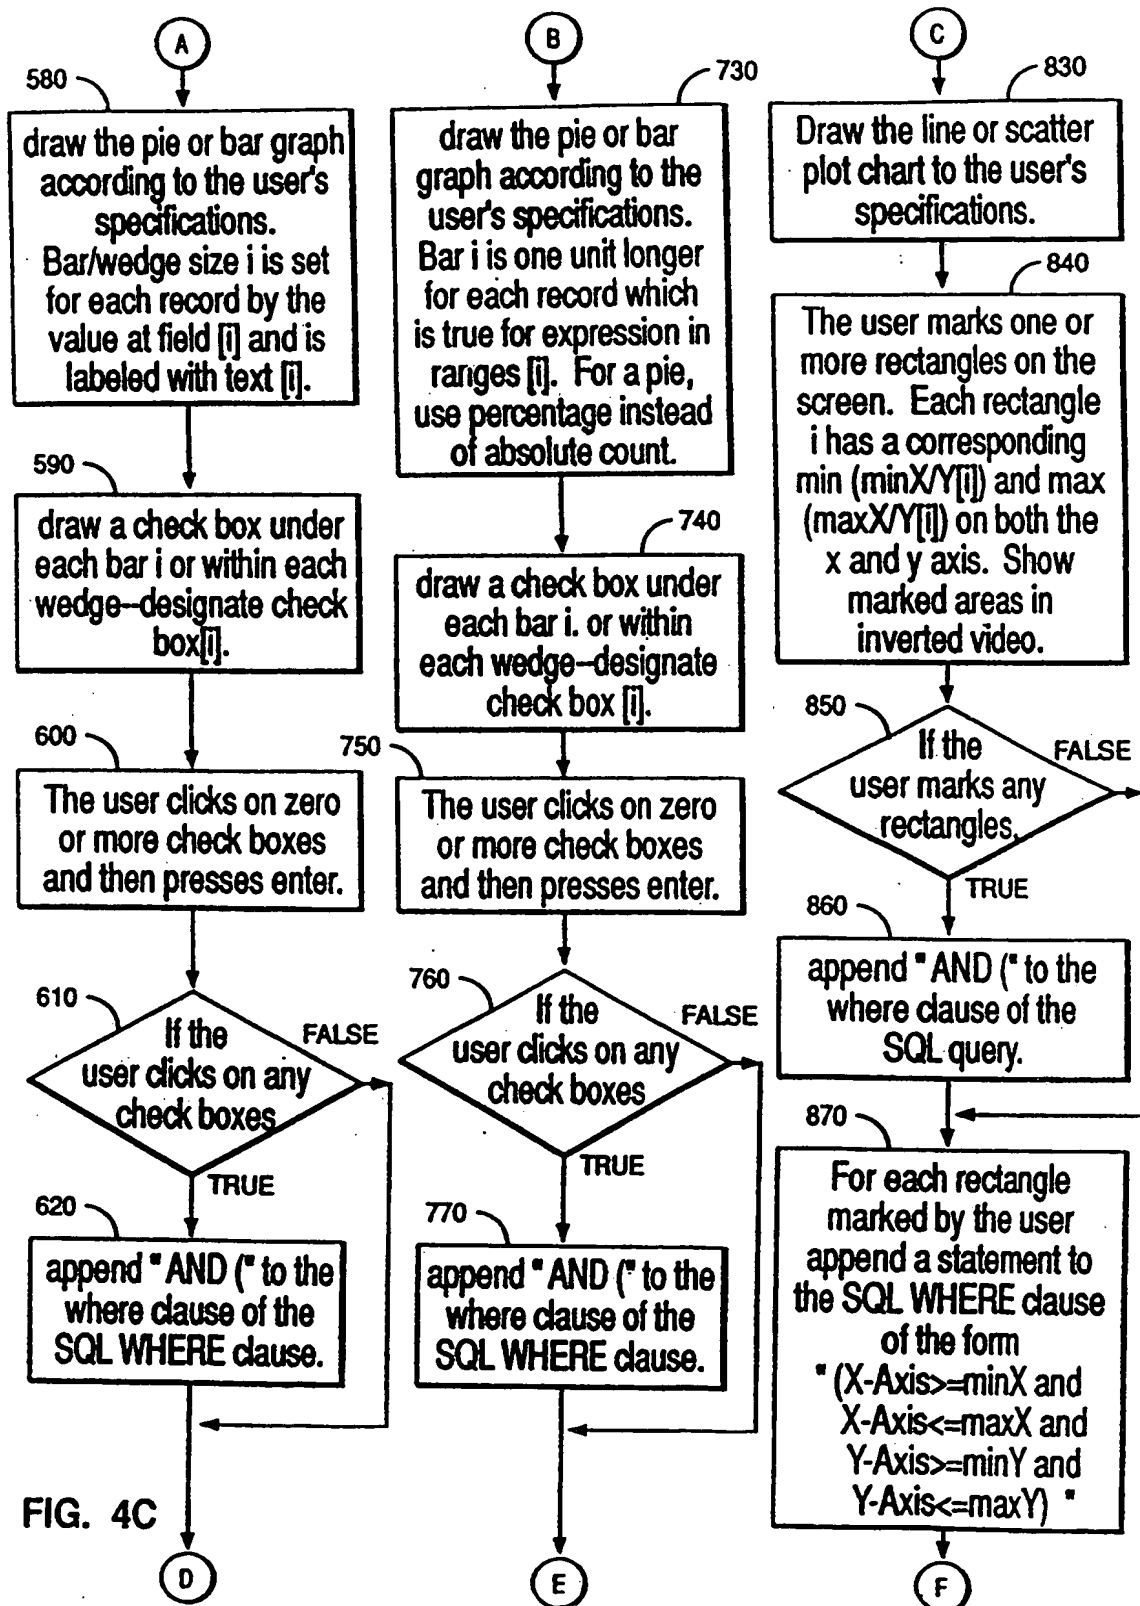 A
580
draw the pie or bar graph
according to the user's
specifications.
Bar/wedge size i is set
for each record by the
value at field [i] and is
labeled with text [i].
590
draw a check box under
each bar i or within each
wedge--designate check
box[i].
600
The user clicks on zero
or more check boxes
and then presses enter.
610
If the
user clicks on any
check boxes
FALSE
TRUE
620
append " AND (" to the
where clause of the
SQL WHERE clause.
D
B
730
draw the pie or bar
graph according to the
user's specifications.
Bar i is one unit longer
for each record which
is true for expression in
ranges [i]. For a pie,
use percentage instead
of absolute count.
740
draw a check box under
each bar i. or within
each wedge--designate
check box [i].
750
The user clicks on zero
or more check boxes
and then presses enter.
760
If the
user clicks on any
check boxes
FALSE
TRUE
770
append " AND (" to the
where clause of the
SQL WHERE clause.
E
C
830
Draw the line or scatter
plot chart to the user's
specifications.
840
The user marks one or
more rectangles on the
screen. Each rectangle
i has a corresponding
min (minX/Y[i]) and max
(maxX/Y[i]) on both the
x and y axis. Show
marked areas in
inverted video.
850
If the
user marks any
rectangles.
FALSE
TRUE
860
append " AND (" to the
where clause of the
SQL query.
870
For each rectangle
marked by the user
append a statement to
the SQL WHERE clause
of the form
" (X-Axis>=minX and
X-Axis<=maxX and
Y-Axis>=minY and
Y-Axis<=maxY) "
F
FIG. 4C